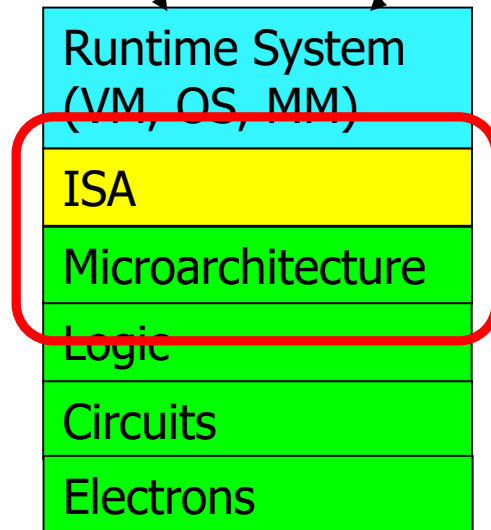 Runtime System
(VM, OS, MM)
ISA
Microarchitecture
Logic
Circuits
Electrons